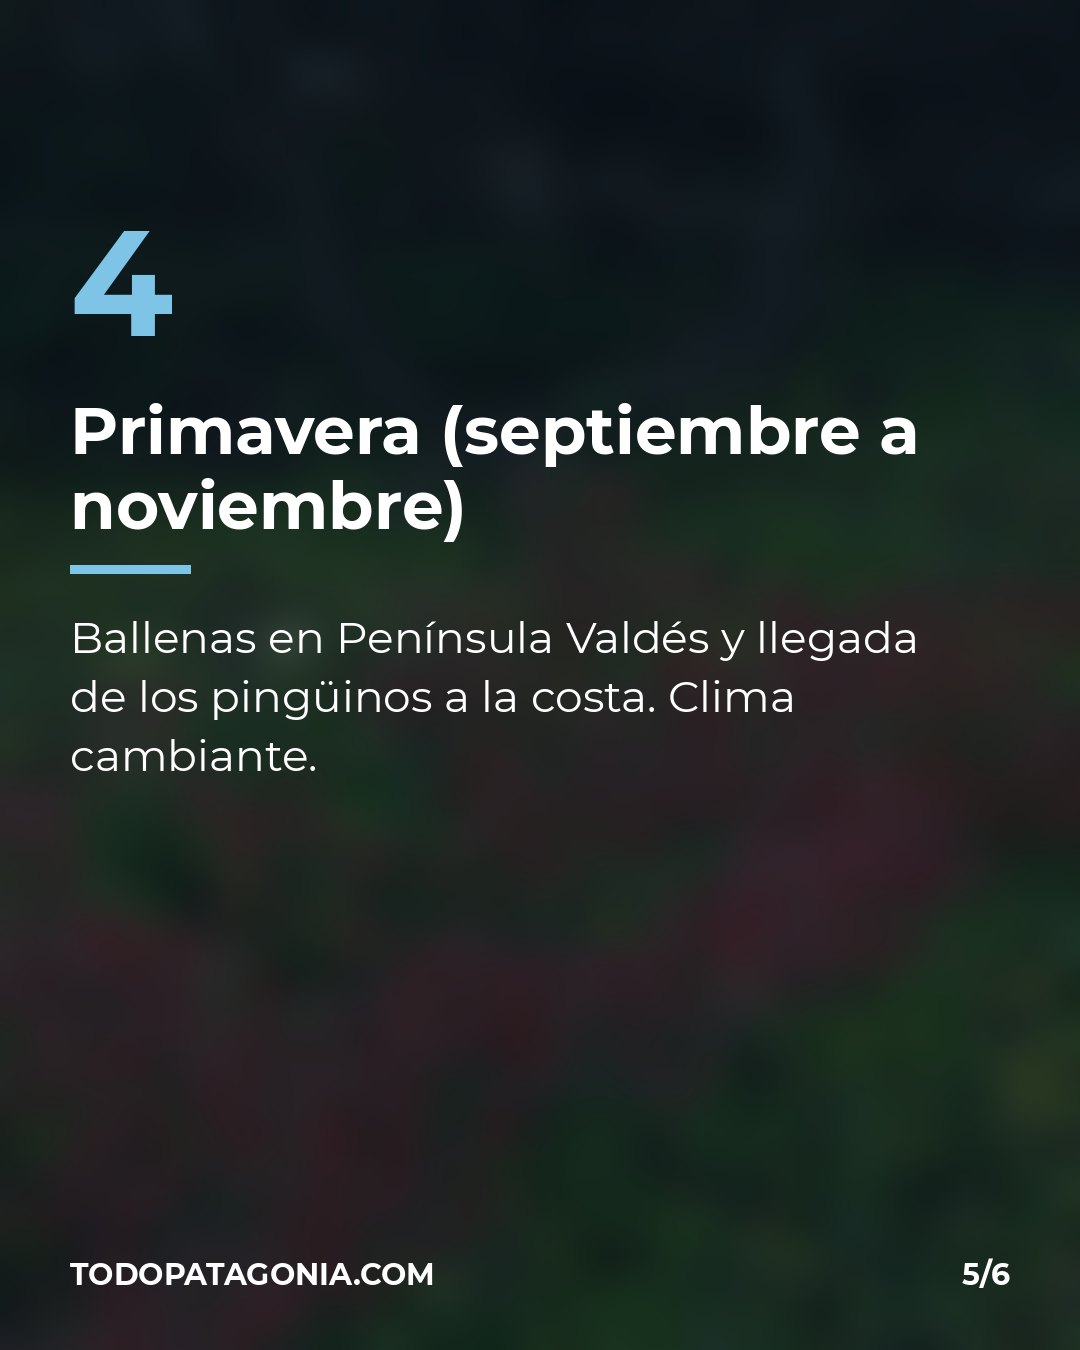 4
Primavera (septiembre a
noviembre)
Ballenas en Península Valdés y llegada
de los pingüinos a la costa. Clima
cambiante.
TODOPATAGONIA.COM
5/6